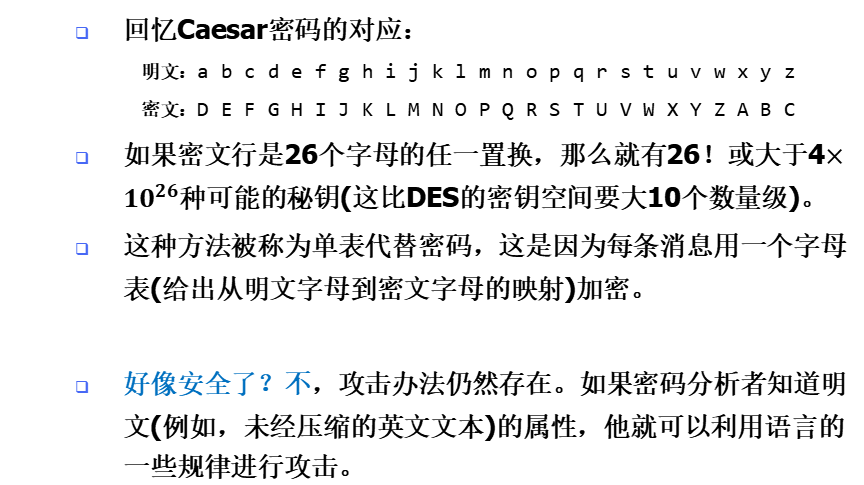 回忆Caesar密码的对应：
明文：a b c d e f g h i j k l m n o p q r s t u v w x y z
密文：D E F G H I J K L M N O P Q R S T U V W X Y Z A B C
如果密文行是26个字母的任一置换，那么就有26！或大于4×
10²⁶种可能的秘钥(这比DES的密钥空间要大10个数量级)。
这种方法被称为单表代替密码，这是因为每条消息用一个字母
表(给出从明文字母到密文字母的映射)加密。
好像安全了？不，攻击办法仍然存在。如果密码分析者知道明
文(例如，未经压缩的英文文本)的属性，他就可以利用语言的
一些规律进行攻击。